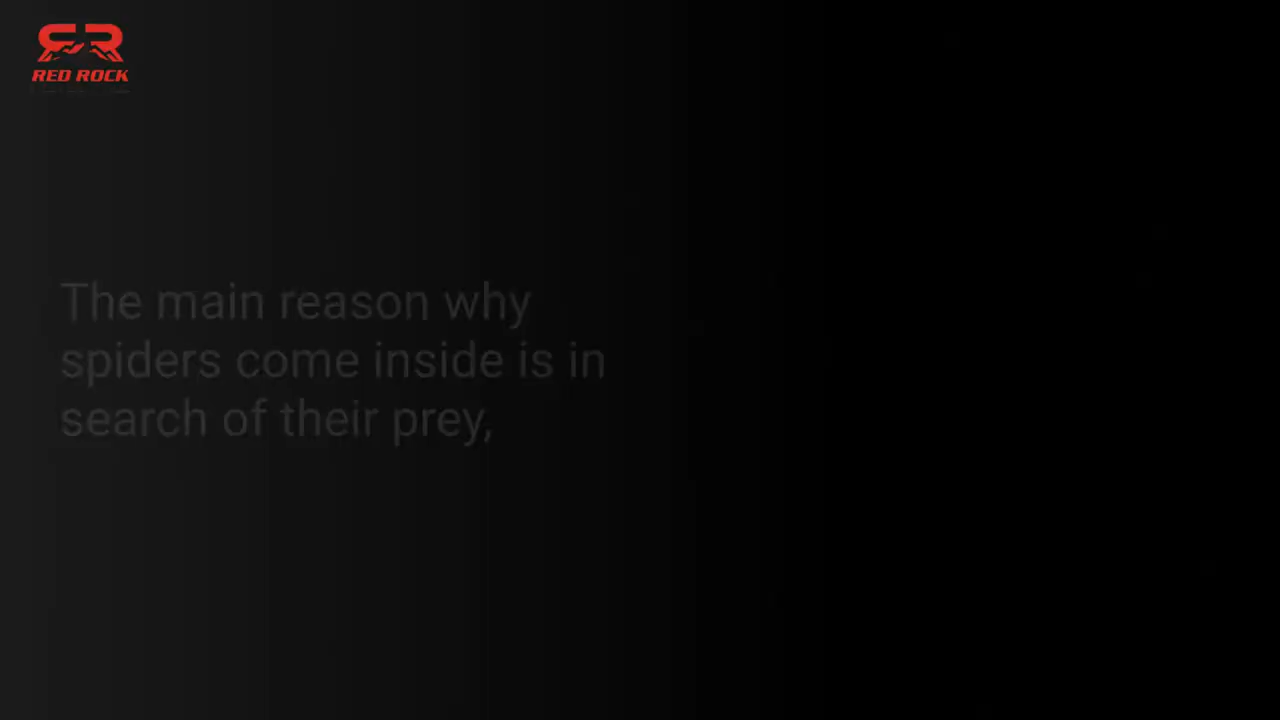 RED ROCK
The main reason why
spiders come inside is in
search of their prey,